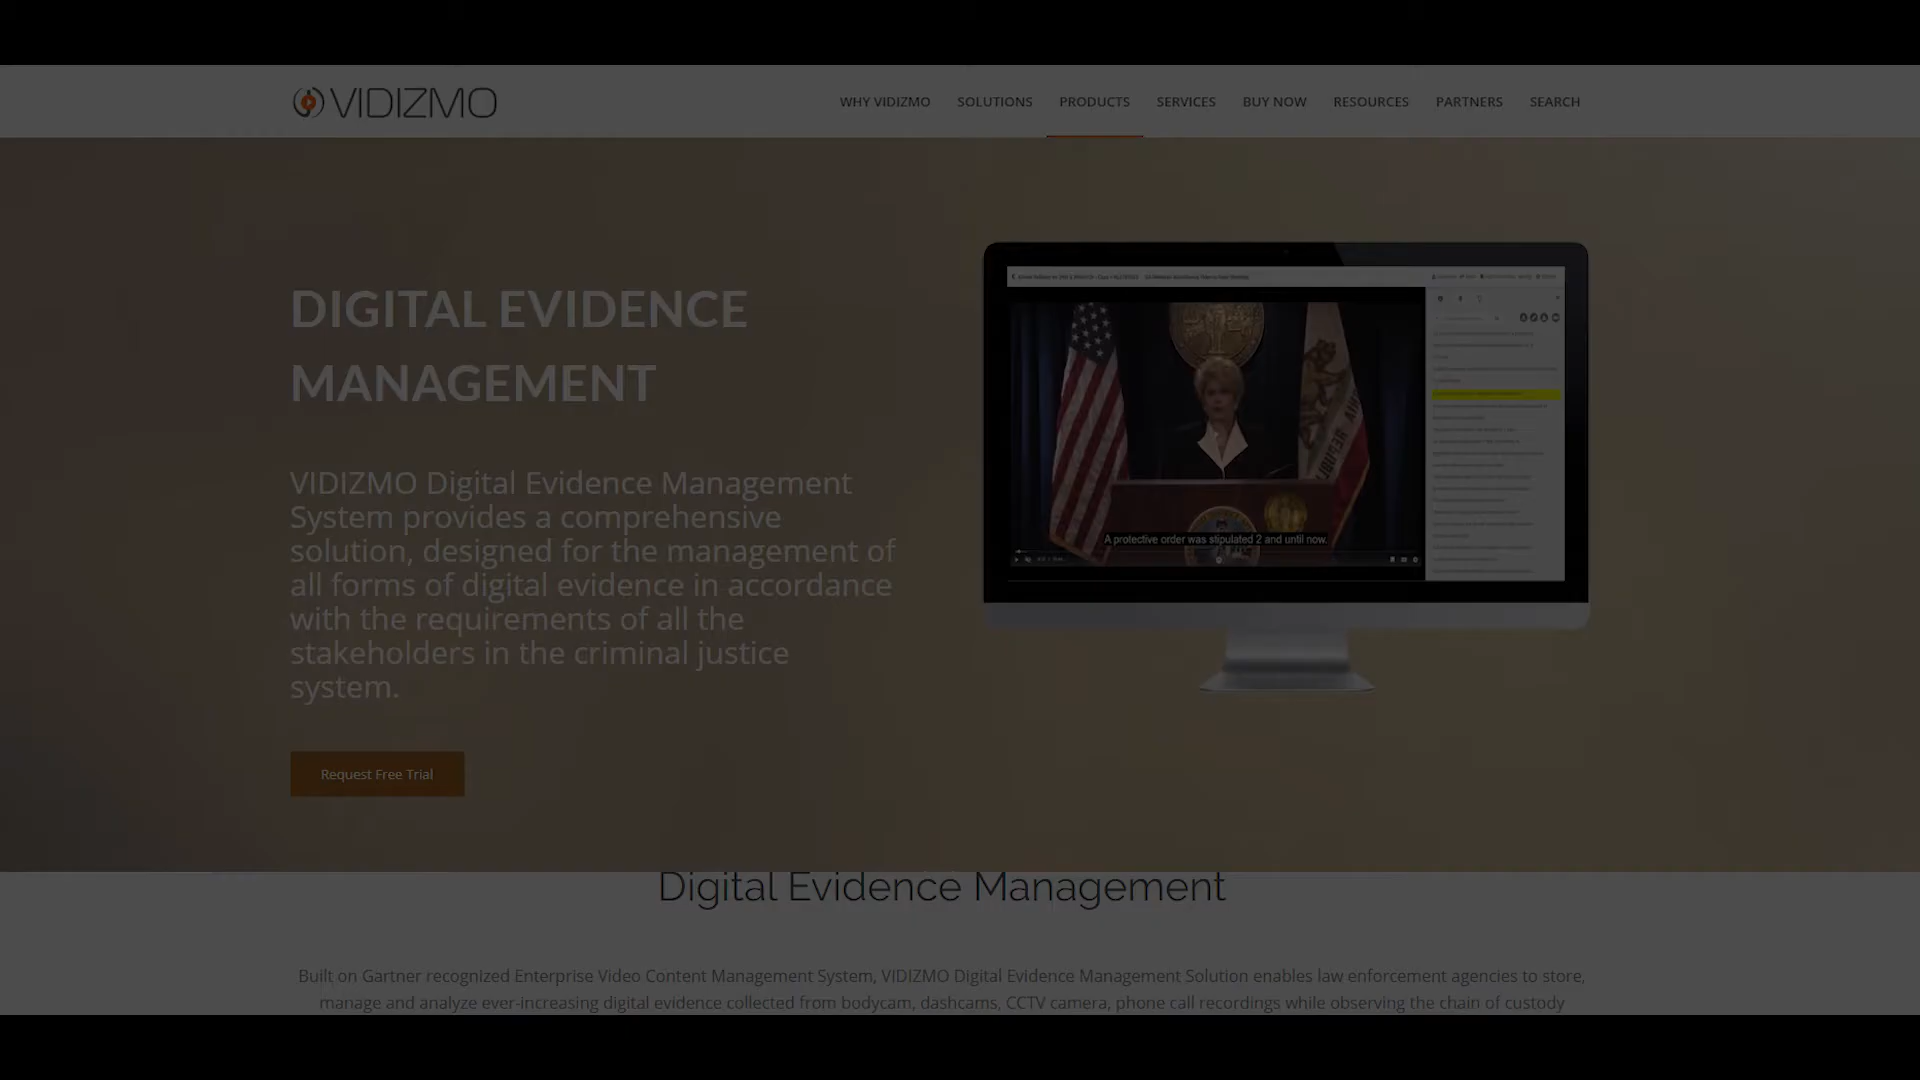 VIDIZMO
WHY VIDIZMO SOLUTIONS PRODUCTS SERVICES BUY NOW RESOURCES PARTNERS SEARCH
DIGITAL EVIDENCE
MANAGEMENT
VIDIZMO Digital Evidence Management
System provides a comprehensive
solution, designed for the management of
all forms of digital evidence in accordance
with the requirements of all the
stakeholders in the criminal justice
system.
Request Free Trial
A protective order was stipulated 2 and until now.
Digital Evidence Management
Built on Gartner recognized Enterprise Video Content Management System, VIDIZMO Digital Evidence Management Solution enables law enforcement agencies to store,
manage and analyze ever-increasing digital evidence collected from bodycam, dashcams, CCTV camera, phone call recordings while observing the chain of custody